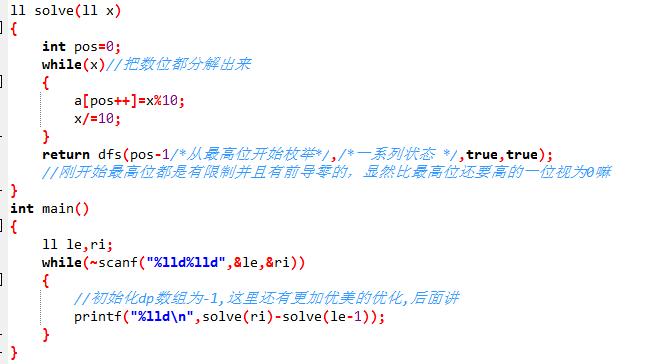 ll solve(ll x)
{
int pos=0;
while(x)//把数位都分解出来
{
a[pos++]=x%10;
x/=10;
}
return dfs(pos-1/*从最高位开始枚举*/,/*一系列状态 */,true,true);
//刚开始最高位都是有限制并且有前导零的，显然比最高位还要高的一位视为0嘛
}
int main()
{
ll le,ri;
while(~scanf("%lld%lld",&le,&ri))
{
//初始化dp数组为-1,这里还有更加优美的优化,后面讲
printf("%lld\n",solve(ri)-solve(le-1));
}
}